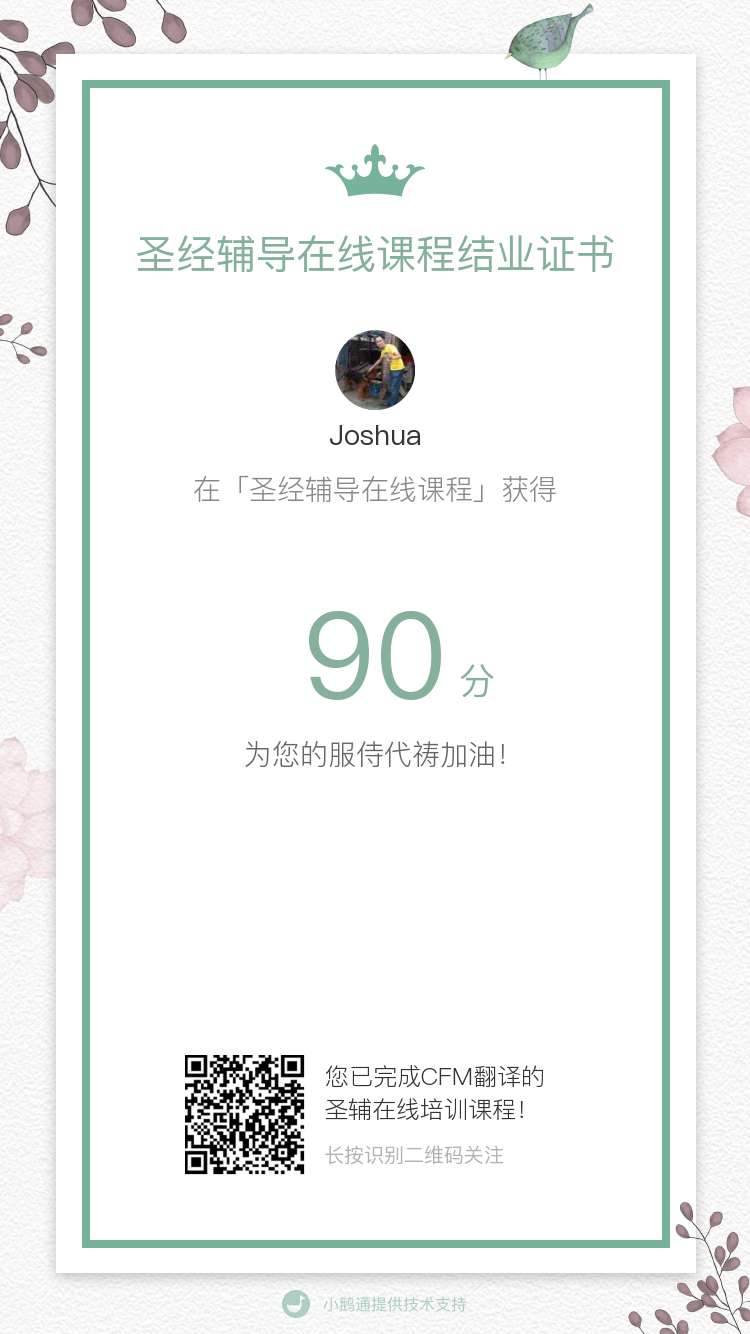 圣经辅导在线课程结业证书
Joshua
在「圣经辅导在线课程」获得
90 分
为您的服侍代祷加油!
您已完成CFM翻译的
圣辅在线培训课程!
长按识别二维码关注
小鹅通提供技术支持